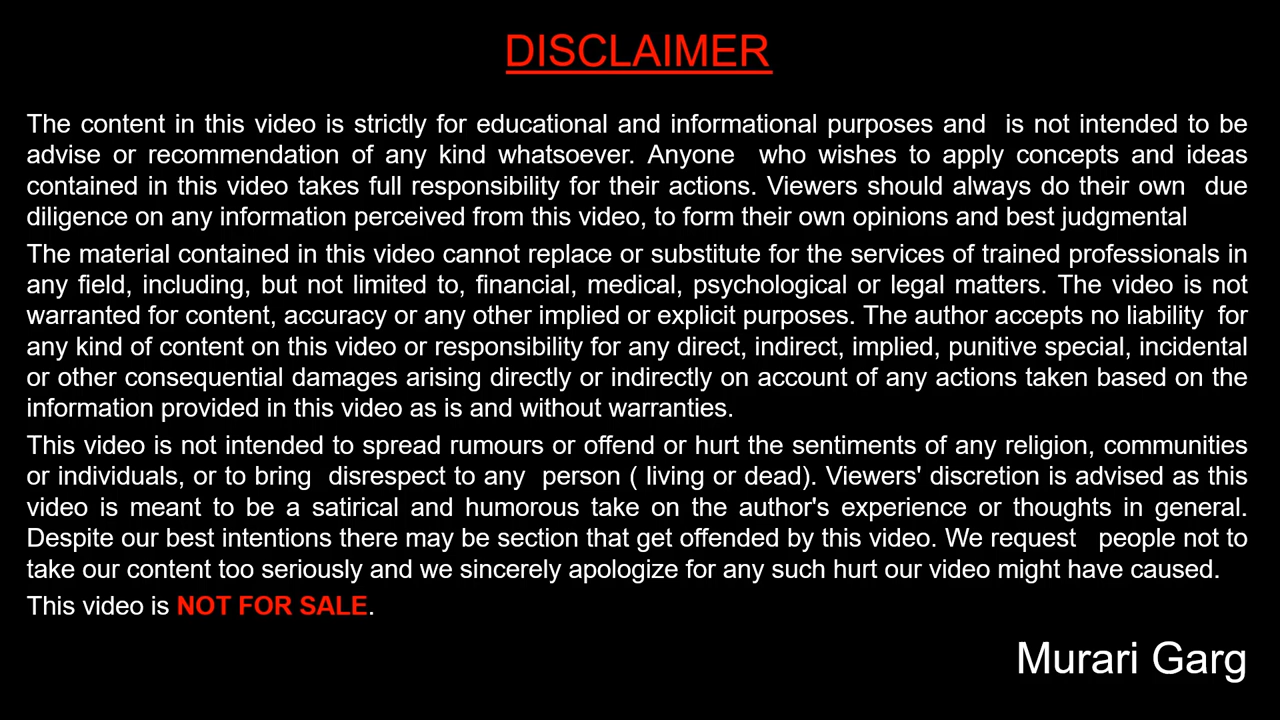 DISCLAIMER
The content in this video is strictly for educational and informational purposes and is not intended to be
advise or recommendation of any kind whatsoever. Anyone who wishes to apply concepts and ideas
contained in this video takes full responsibility for their actions. Viewers should always do their own due
diligence on any information perceived from this video, to form their own opinions and best judgmental
The material contained in this video cannot replace or substitute for the services of trained professionals in
any field, including, but not limited to, financial, medical, psychological or legal matters. The video is not
warranted for content, accuracy or any other implied or explicit purposes. The author accepts no liability for
any kind of content on this video or responsibility for any direct, indirect, implied, punitive special, incidental
or other consequential damages arising directly or indirectly on account of any actions taken based on the
information provided in this video as is and without warranties.
This video is not intended to spread rumours or offend or hurt the sentiments of any religion, communities
or individuals, or to bring disrespect to any person ( living or dead). Viewers' discretion is advised as this
video is meant to be a satirical and humorous take on the author's experience or thoughts in general.
Despite our best intentions there may be section that get offended by this video. We request people not to
take our content too seriously and we sincerely apologize for any such hurt our video might have caused.
This video is NOT FOR SALE.
Murari Garg